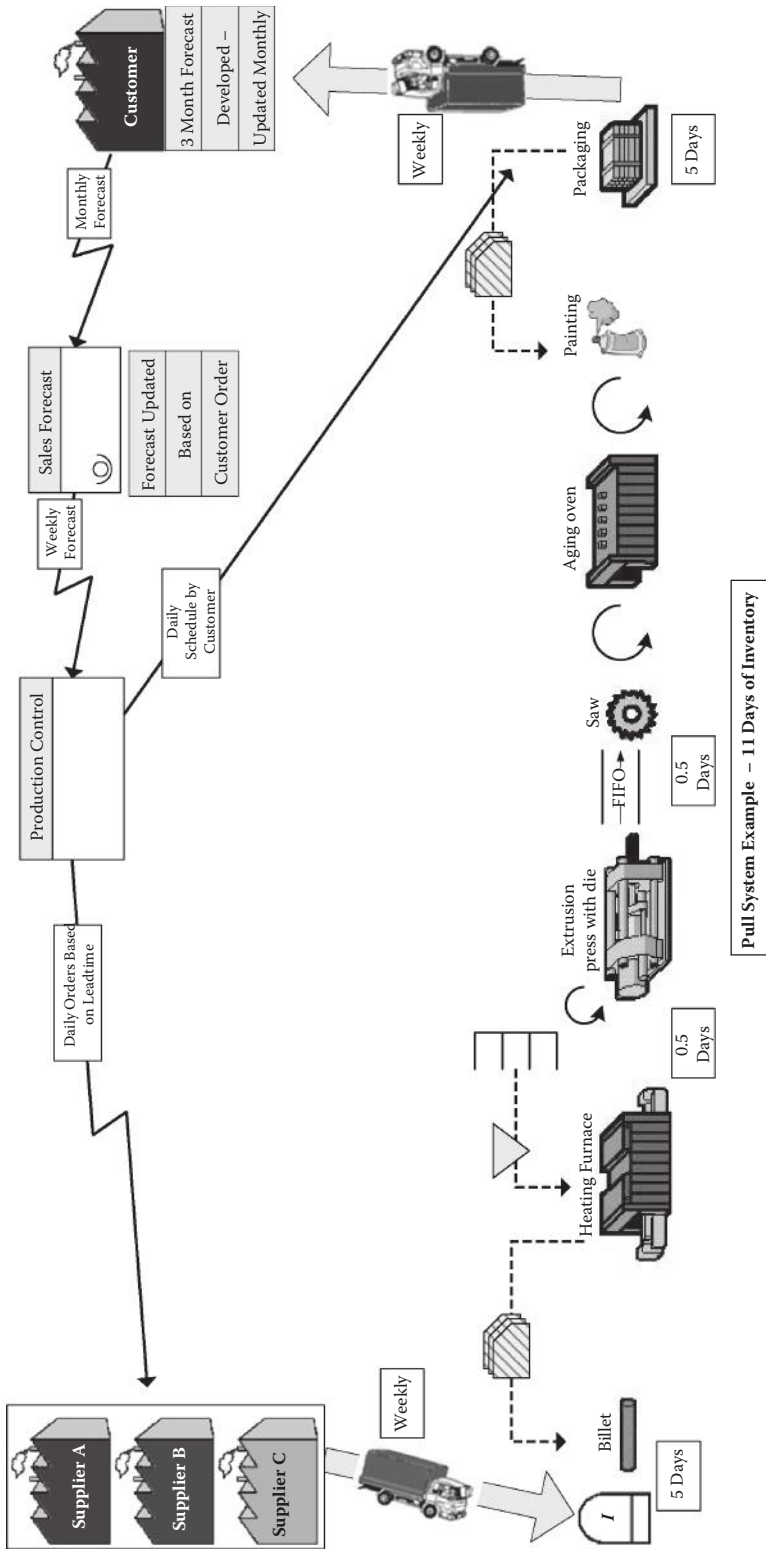 Supplier A
Supplier B
Supplier C
Daily Orders Based
on Leadtime
Production Control
Weekly
Forecast
Sales Forecast
Forecast Updated
Based on
Customer Order
Monthly
Forecast
Customer
3 Month Forecast
Developed –
Updated Monthly
Daily
Schedule by
Customer
Weekly
Weekly
I
Billet
5 Days
Heating Furnace
0.5
Days
Extrusion
press with die
FIFO
0.5
Days
Saw
Aging oven
Painting
Packaging
5 Days
Pull System Example – 11 Days of Inventory